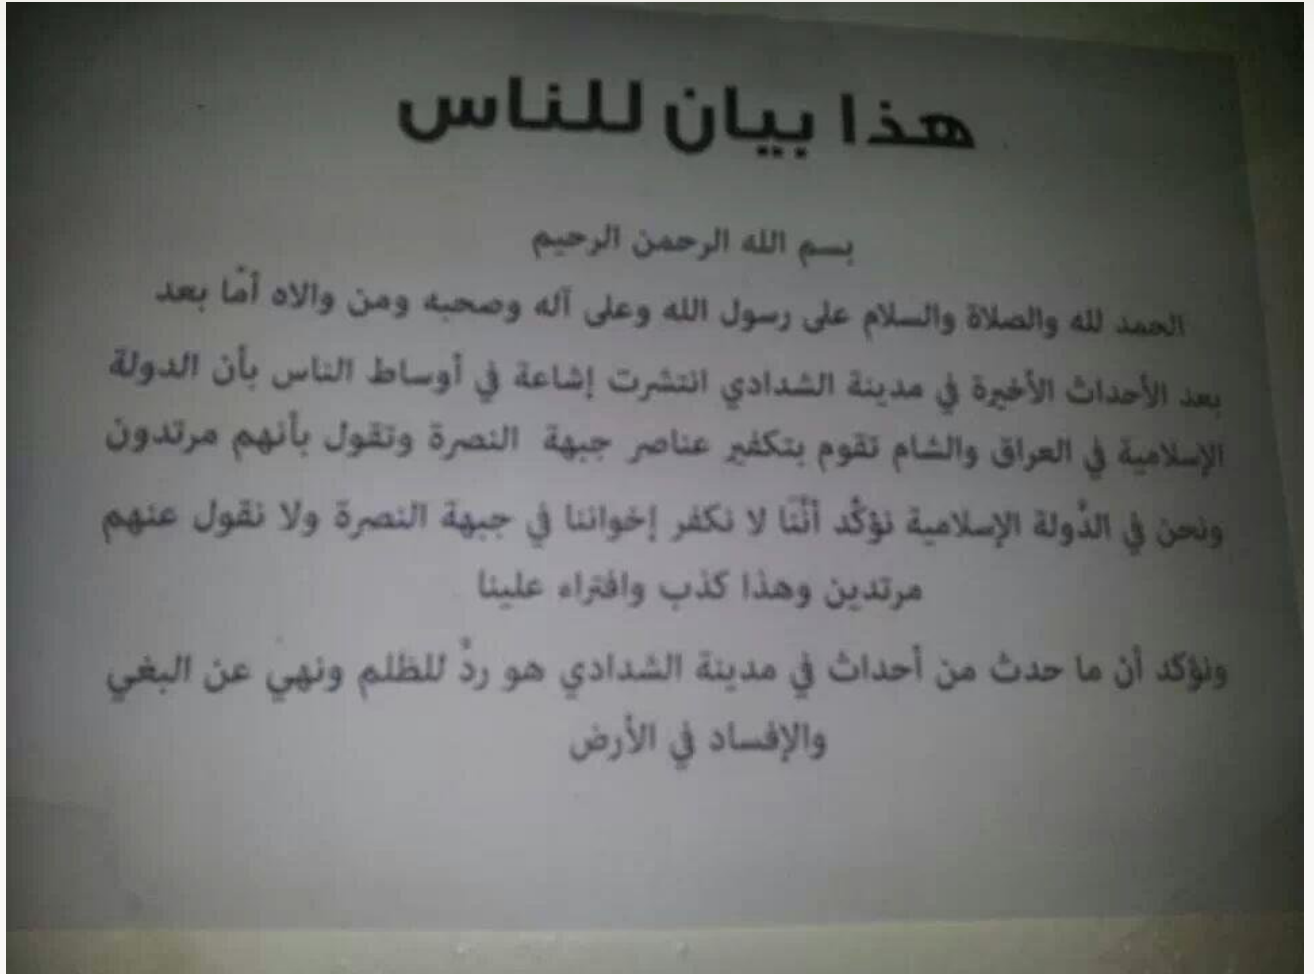 هذا بيان للناس
بسم الله الرحمن الرحيم
الحمد لله والصلاة والسلام على رسول الله وعلى آله وصحبه ومن والاه أمّا بعد
بعد الأحداث الأخيرة في مدينة الشدادي انتشرت إشاعة في أوساط الناس بأن الدولة
الإسلامية في العراق والشام تقوم بتكفير عناصر جبهة النصرة وتقول بأنهم مرتدون
ونحن في الدّولة الإسلامية نؤكّد أنّنا لا نكفر إخواننا في جبهة النصرة ولا نقول عنهم
مرتدين وهذا كذب وافتراء علينا
ونؤكد أن ما حدث من أحداث في مدينة الشدادي هو ردّ للظلم ونهي عن البغي
والإفساد في الأرض